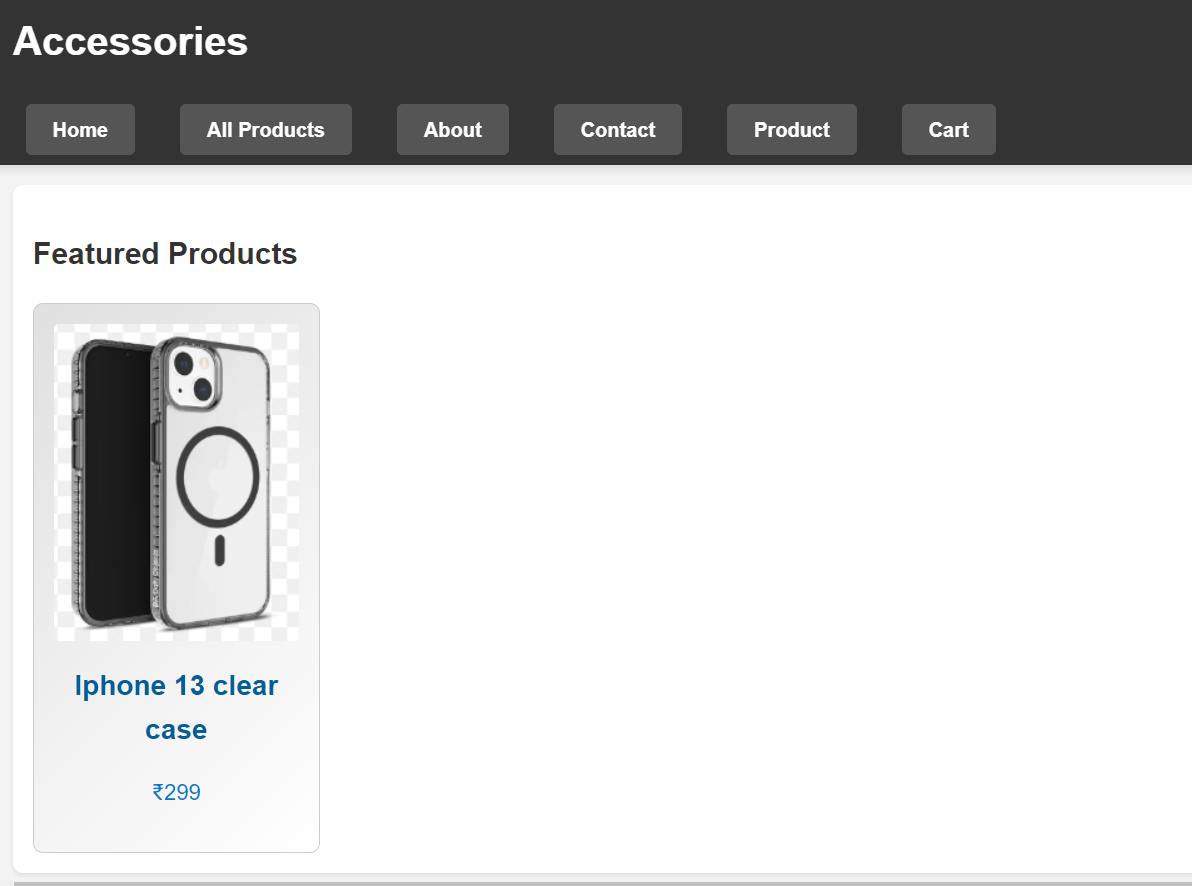 Accessories
Home All Products About Contact Product Cart
Featured Products
Iphone 13 clear
case
₹299